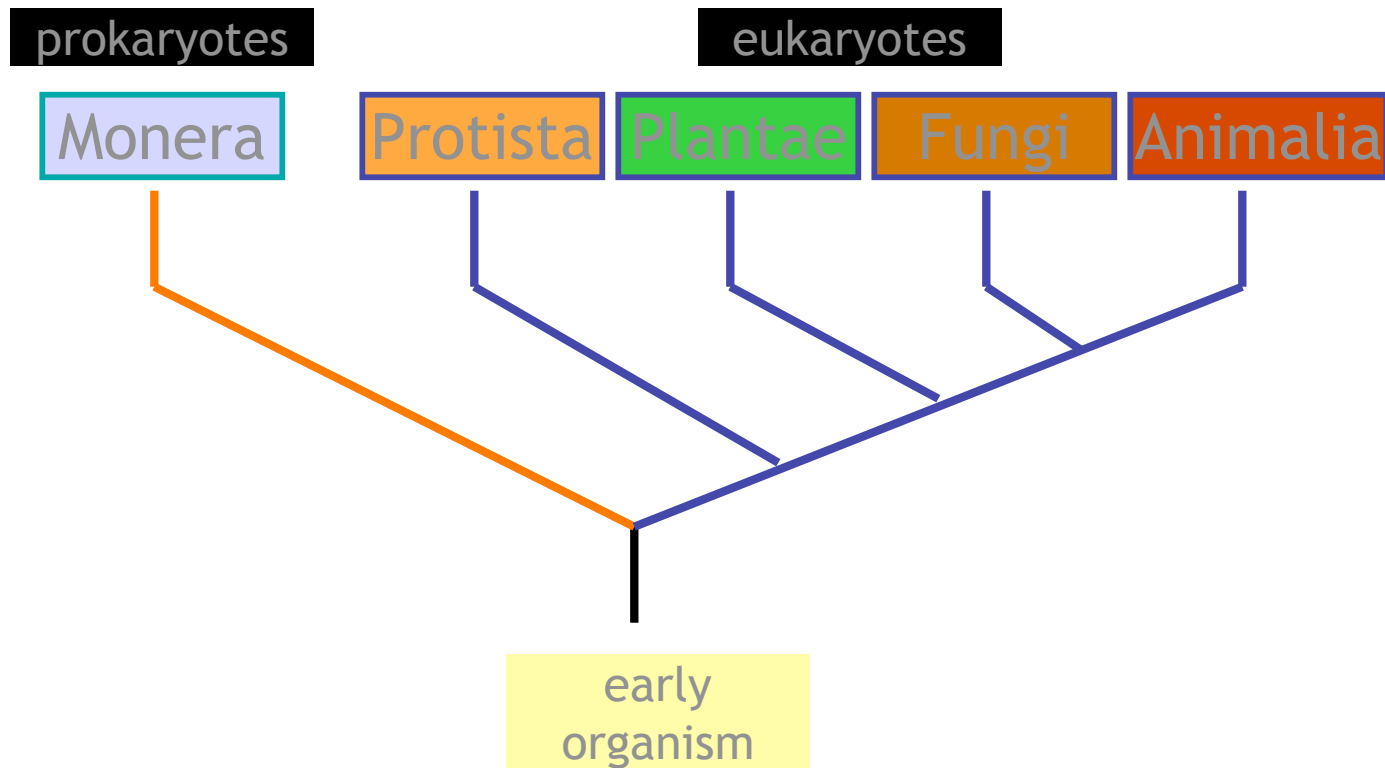 prokaryotes
eukaryotes
Monera
Protista
Plantae
Fungi
Animalia
early
organism